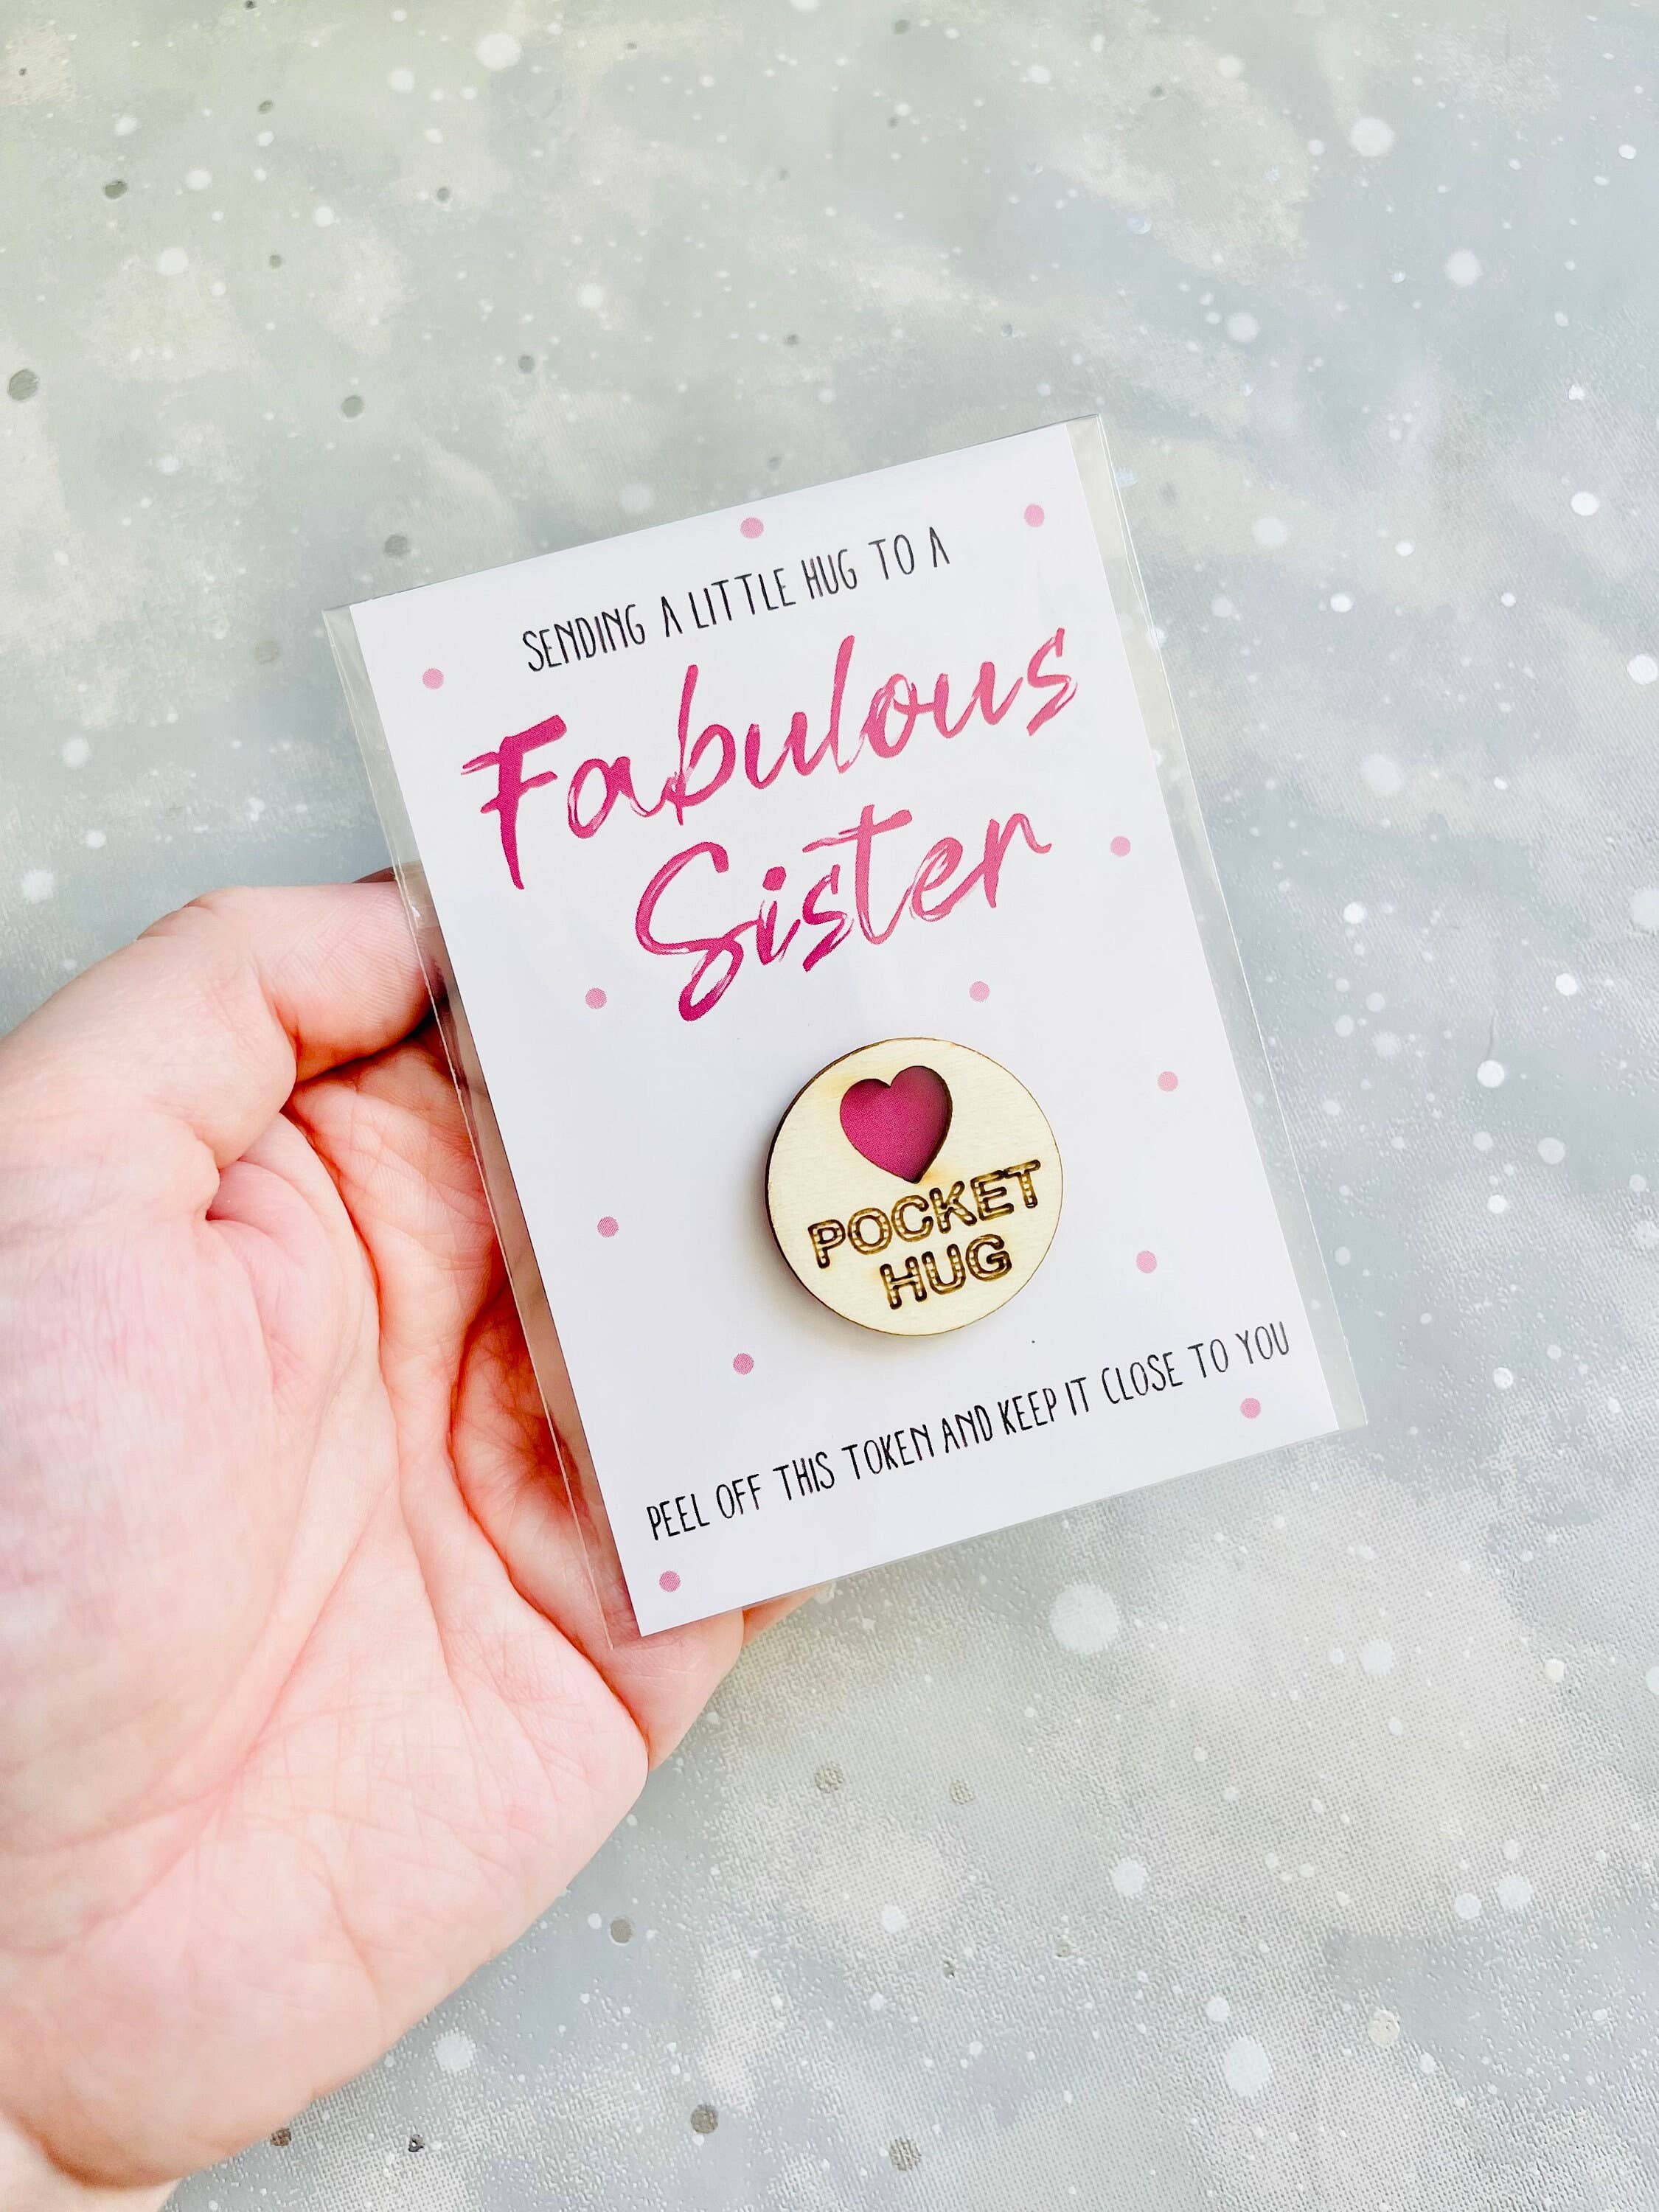 SENDING A LITTLE HUG TO A
Fabulous
Sister
POCKET
HUG
PEEL OFF THIS TOKEN AND KEEP IT CLOSE TO YOU